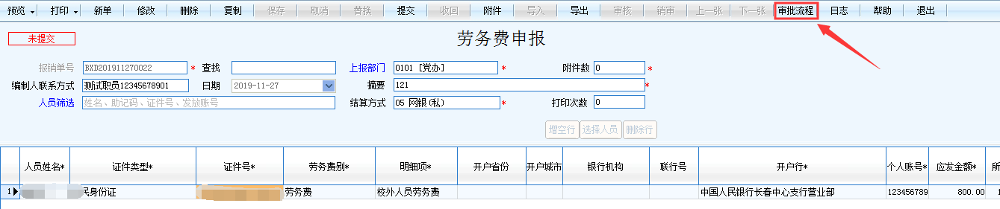 预览 打印 新单 修改 删除 复制 保存 取消 替换 提交 收回 附件 导入 导出 审核 销审 上一张 下一张 审批流程 日志 帮助 退出
未提交
劳务费申报
报销单号 BXD201911270022 * 查找 上报部门 0101 [党办] * 附件数 0 *
编制人联系方式 测试职员12345678901 日期 2019-11-27 摘要 121 *
人员筛选 姓名、助记码、证件号、发放账号 结算方式 05 网银(私) * 打印次数 0
增空行 选择人员 删除行
人员姓名* 证件类型* 证件号* 劳务费别* 明细项* 开户省份 开户城市 银行机构 联行号 开户行* 个人账号* 应发金额* 所
1 民身份证 劳务费 校外人员劳务费 中国人民银行长春中心支行营业部 123456789 800.00 1